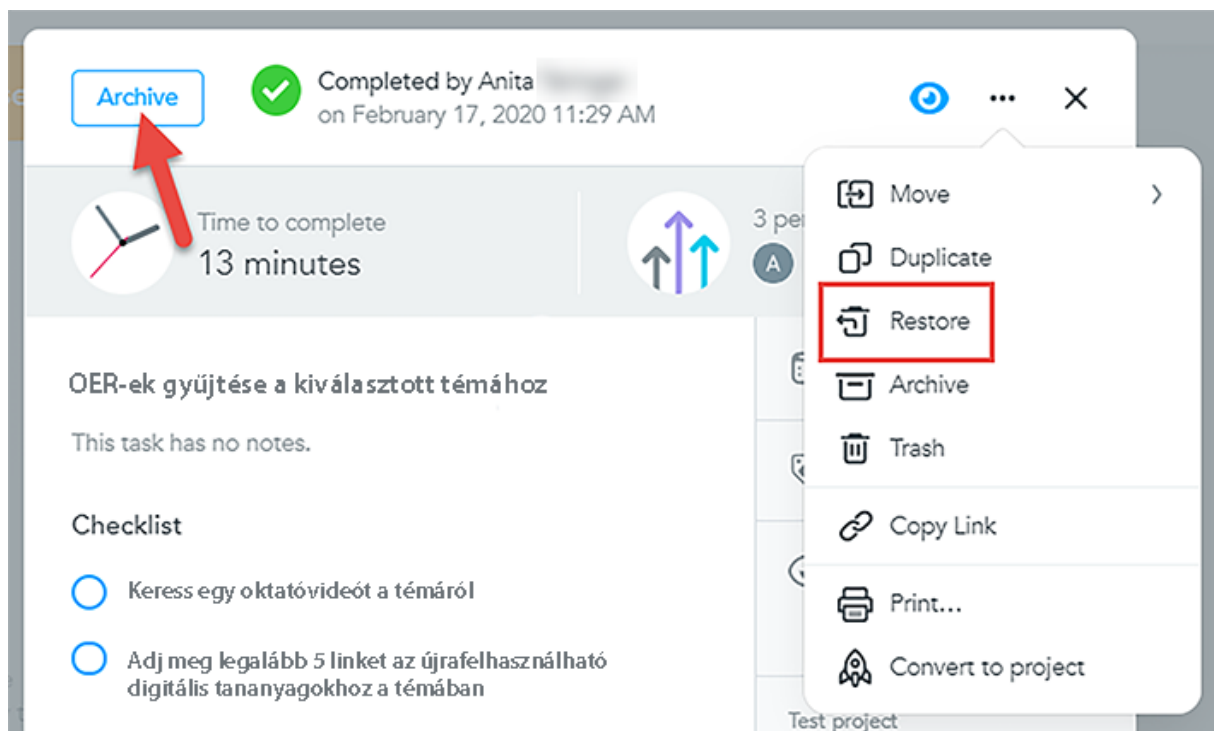 Archive
Completed by Anita
on February 17, 2020 11:29 AM
Time to complete
13 minutes
3
A
Move
Duplicate
Restore
Archive
Trash
Copy Link
Print...
Convert to project
OER-ek gyűjtése a kiválasztott témához
This task has no notes.
Checklist
Keress egy oktatóvideót a témáról
Adj meg legalább 5 linket az újrafelhasználható
digitális tananyagokhoz a témában
Test project